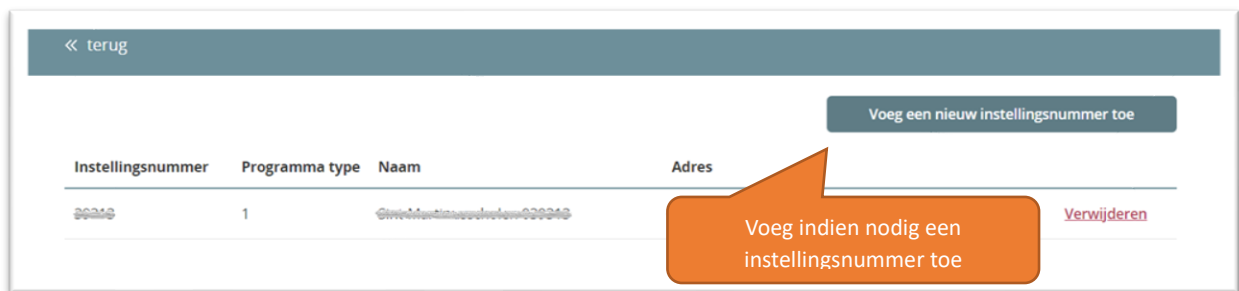 « terug
Voeg een nieuw instellingsnummer toe
Instellingsnummer Programma type Naam Adres
1 Verwijderen
Voeg indien nodig een
instellingsnummer toe